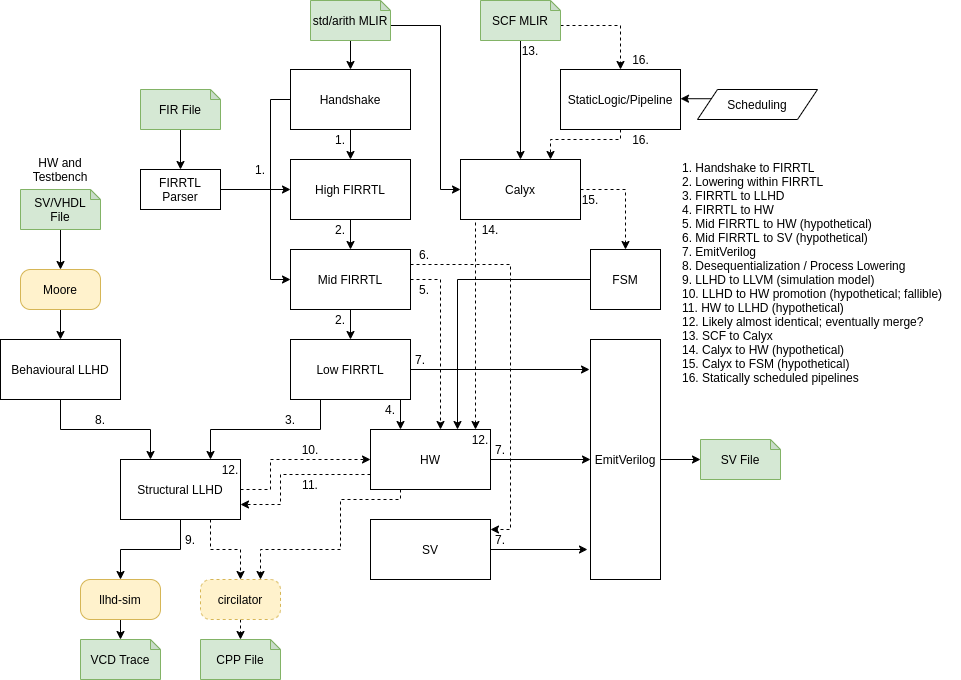 std/arith MLIR
SCF MLIR
13.
16.
Handshake
StaticLogic/Pipeline
Scheduling
FIR File
1.
16.
HW and
Testbench
1.
FIRRTL
Parser
High FIRRTL
Calyx
15.
SV/VHDL
File
2.
14.
6.
Moore
Mid FIRRTL
5.
FSM
2.
Behavioural LLHD
Low FIRRTL
7.
8.
3.
4.
12.
10.
HW
7.
EmitVerilog
SV File
12.
Structural LLHD
11.
9.
SV
7.
llhd-sim
circilator
VCD Trace
CPP File
1. Handshake to FIRRTL
2. Lowering within FIRRTL
3. FIRRTL to LLHD
4. FIRRTL to HW
5. Mid FIRRTL to HW (hypothetical)
6. Mid FIRRTL to SV (hypothetical)
7. EmitVerilog
8. Desequentialization / Process Lowering
9. LLHD to LLVM (simulation model)
10. LLHD to HW promotion (hypothetical; fallible)
11. HW to LLHD (hypothetical)
12. Likely almost identical; eventually merge?
13. SCF to Calyx
14. Calyx to HW (hypothetical)
15. Calyx to FSM (hypothetical)
16. Statically scheduled pipelines